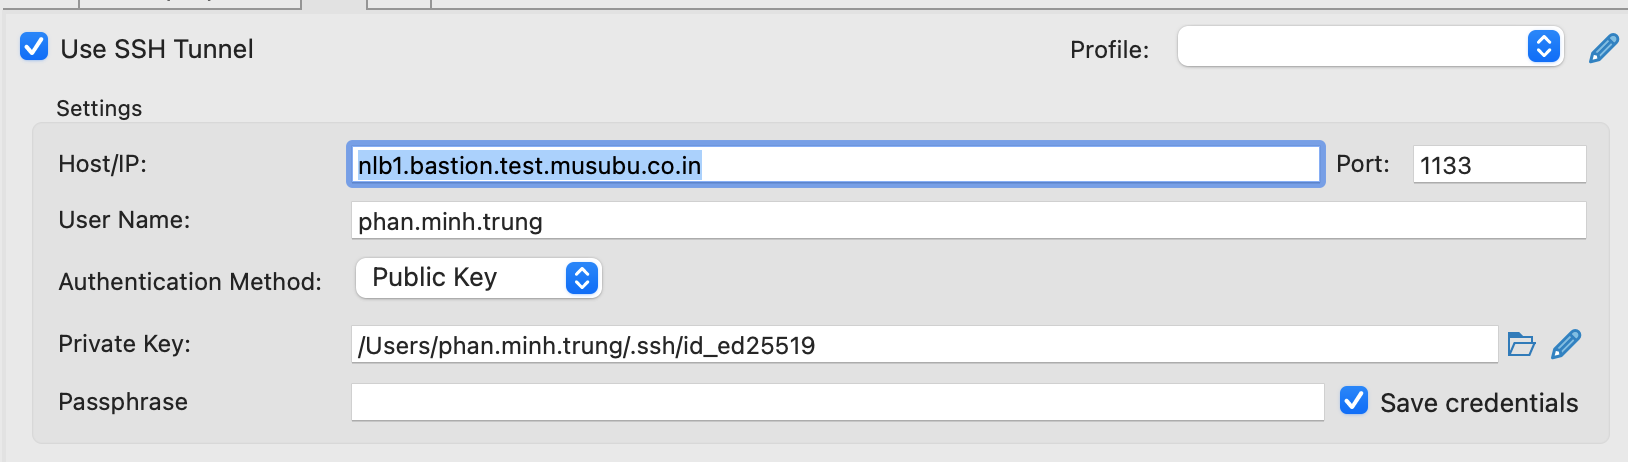 Use SSH Tunnel Profile:
Settings
Host/IP: nlb1.bastion.test.musubu.co.in Port: 1133
User Name: phan.minh.trung
Authentication Method: Public Key
Private Key: /Users/phan.minh.trung/.ssh/id_ed25519
Passphrase Save credentials